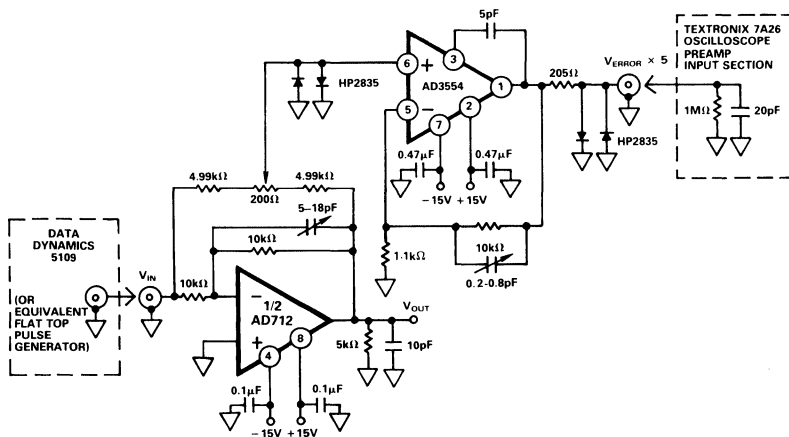 5pF
TEXTRONIX 7A26
OSCILLOSCOPE
PREAMP
INPUT SECTION
VERROR × 5
3
6
+
HP2835
AD3554
1
205Ω
5
−
2
7
1MΩ
20pF
HP2835
0.47µF
0.47µF
−15V
+15V
4.99kΩ
4.99kΩ
200Ω
5–18pF
DATA
DYNAMICS
5109
10kΩ
1.1kΩ
10kΩ
0.2-0.8pF
VIN
10kΩ
(OR
EQUIVALENT
FLAT TOP
PULSE
GENERATOR)
−
1/2
AD712
+
8
4
VOUT
5kΩ
10pF
0.1µF
0.1µF
−15V
+15V